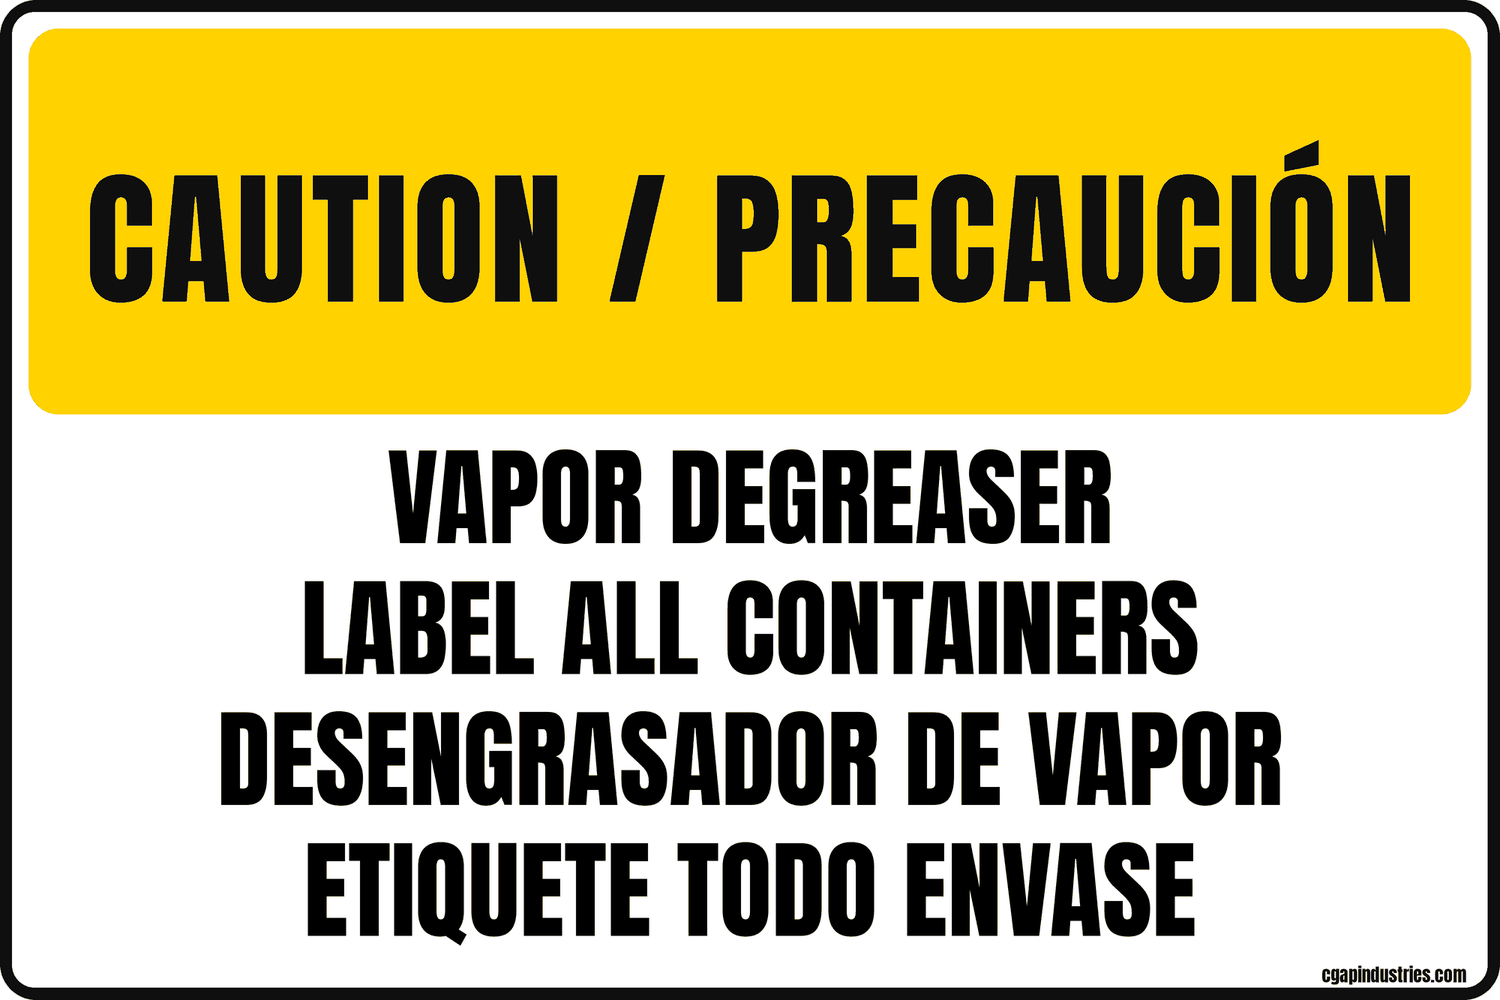 CAUTION / PRECAUCIÓN
VAPOR DEGREASER
LABEL ALL CONTAINERS
DESENGRASADOR DE VAPOR
ETIQUETE TODO ENVASE
cgapindustries.com